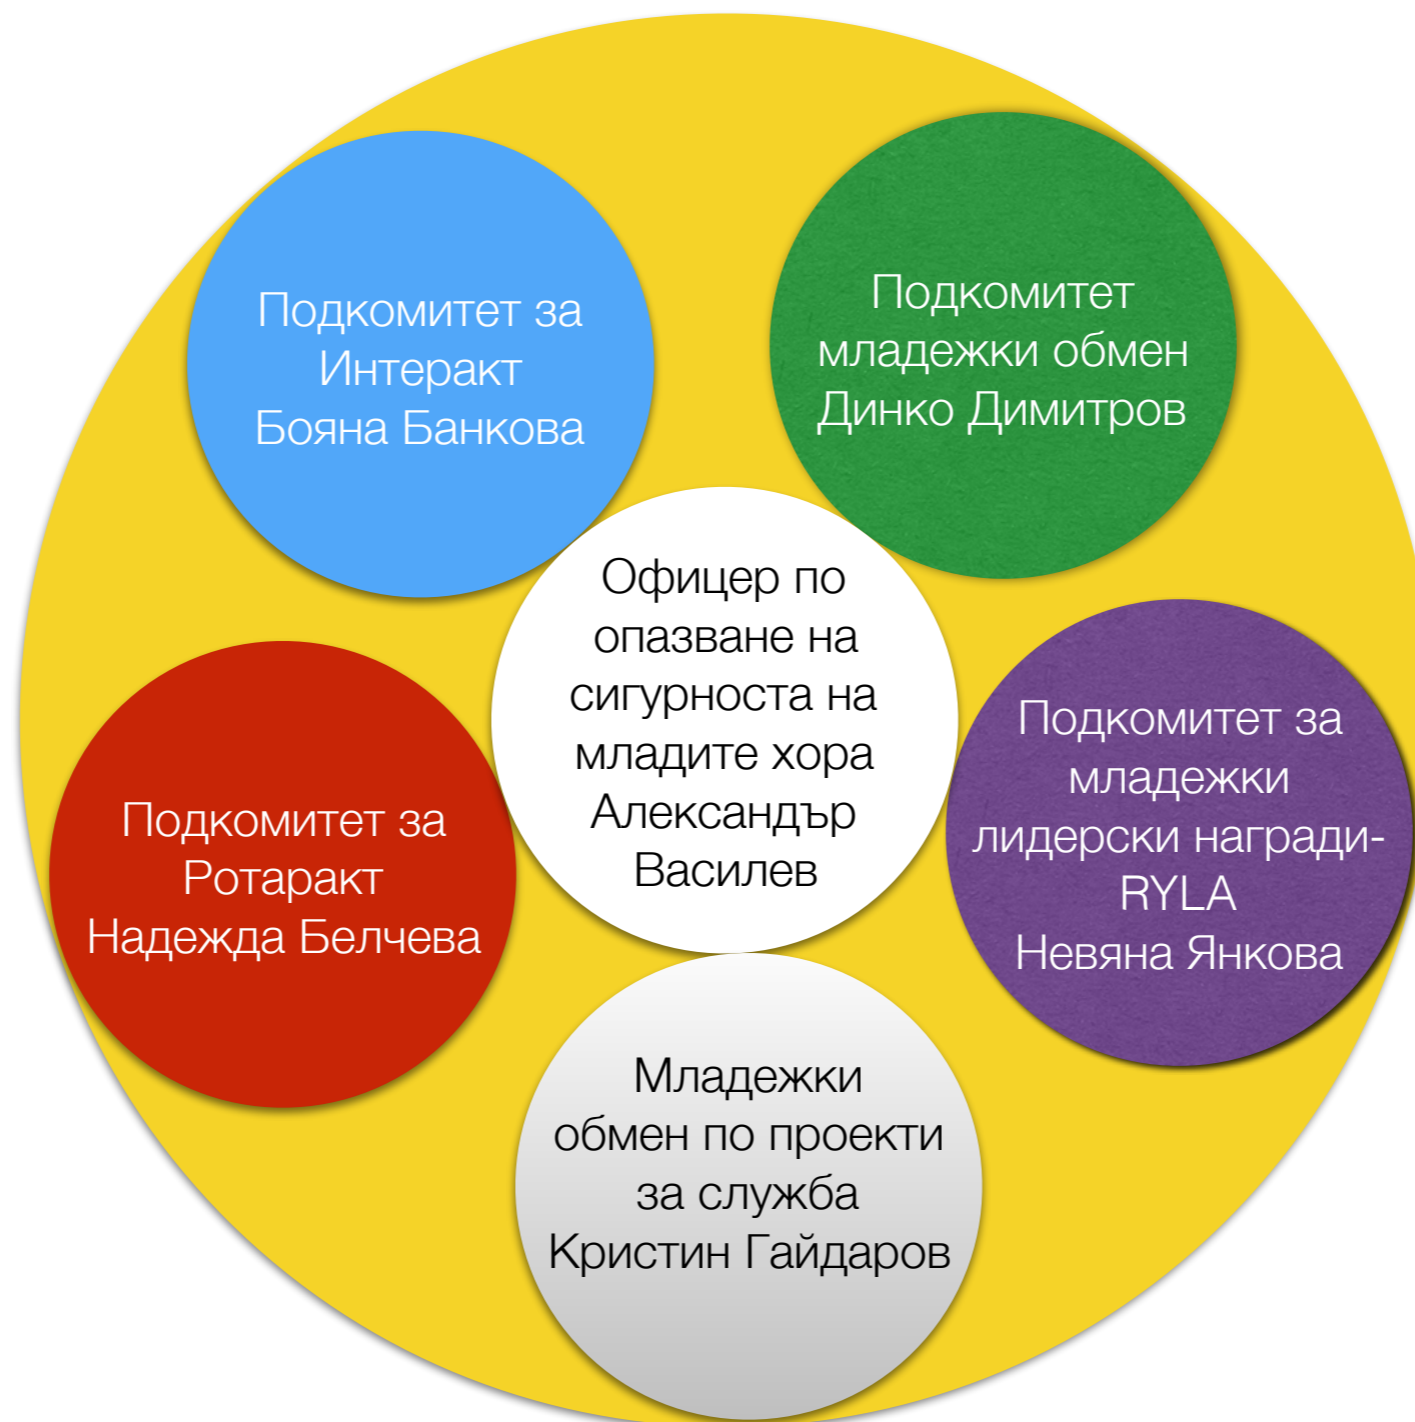 Подкомитет за
Интеракт
Бояна Банкова
Подкомитет
младежки обмен
Динко Димитров
Офицер по
опазване на
сигурноста на
младите хора
Александър
Василев
Подкомитет за
Ротаракт
Надежда Белчева
Подкомитет за
младежки
лидерски награди-
RYLA
Невяна Янкова
Младежки
обмен по проекти
за служба
Кристин Гайдаров